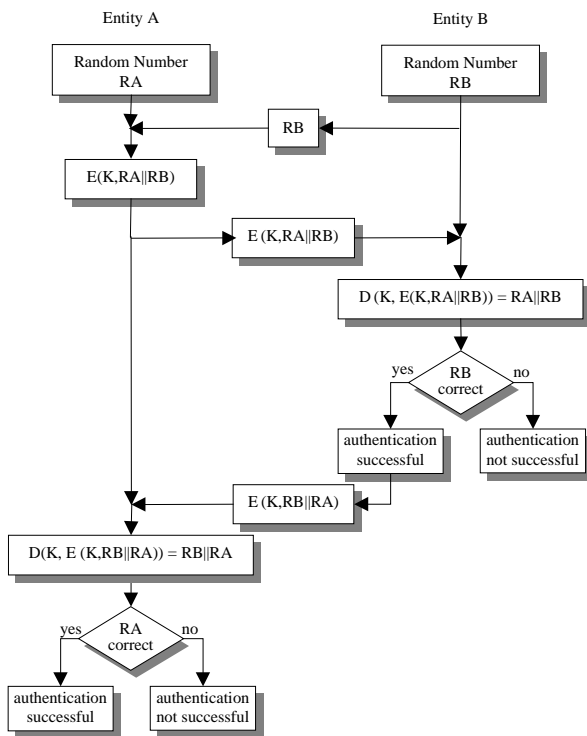 Entity A
Entity B
Random Number
RA
Random Number
RB
RB
E(K,RA||RB)
E (K,RA||RB)
D (K, E(K,RA||RB)) = RA||RB
yes
RB
correct
no
authentication
successful
authentication
not successful
E (K,RB||RA)
D(K, E (K,RB||RA)) = RB||RA
yes
RA
correct
no
authentication
successful
authentication
not successful